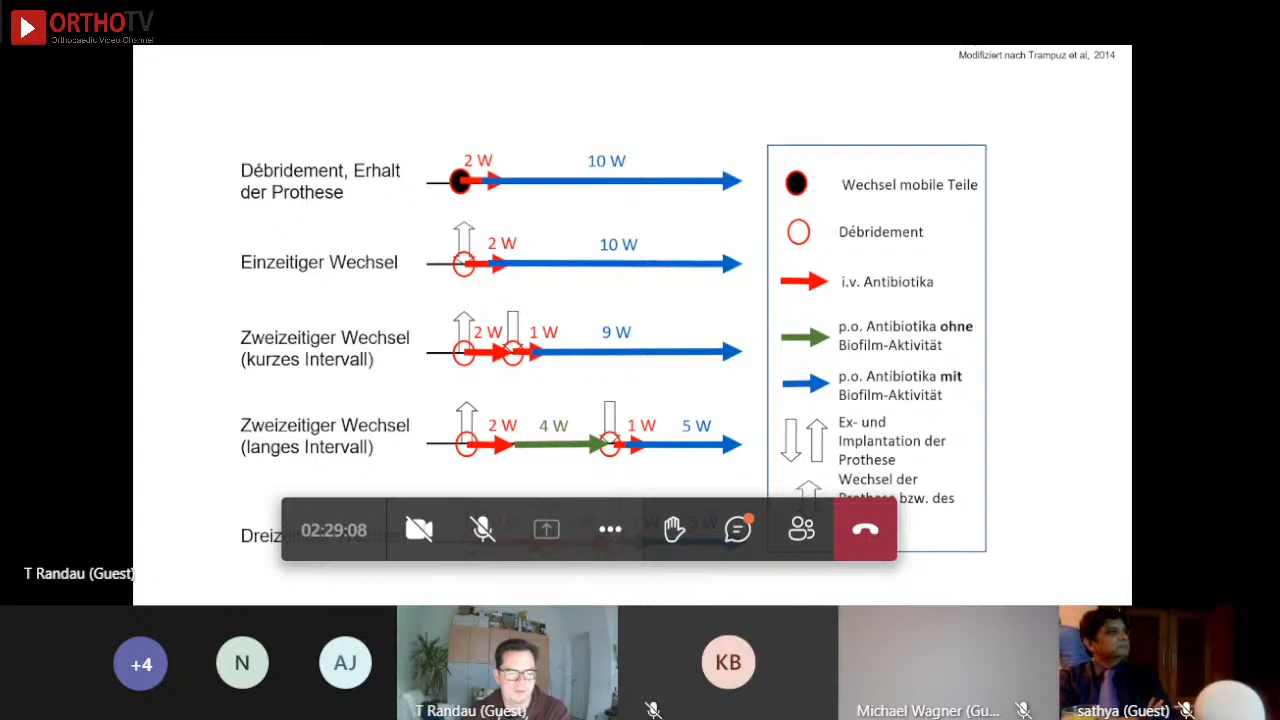 ORTHOTV
Orthopaedic Video Channel
Modifiziert nach Trampuz et al, 2014
Débridement, Erhalt
der Prothese
2 W
10 W
Einzeitiger Wechsel
2 W
10 W
Zweizeitiger Wechsel
(kurzes Intervall)
2 W
1 W
9 W
Zweizeitiger Wechsel
(langes Intervall)
2 W
4 W
1 W
5 W
Wechsel mobile Teile
Débridement
i.v. Antibiotika
p.o. Antibiotika ohne
Biofilm-Aktivität
p.o. Antibiotika mit
Biofilm-Aktivität
Ex- und
Implantation der
Prothese
Wechsel der
Prothese bzw. des
02:29:08
T Randau (Guest)
+4
N
AJ
T Randau (Guest)
KB
Michael Wagner (Gu...
sathya (Guest)